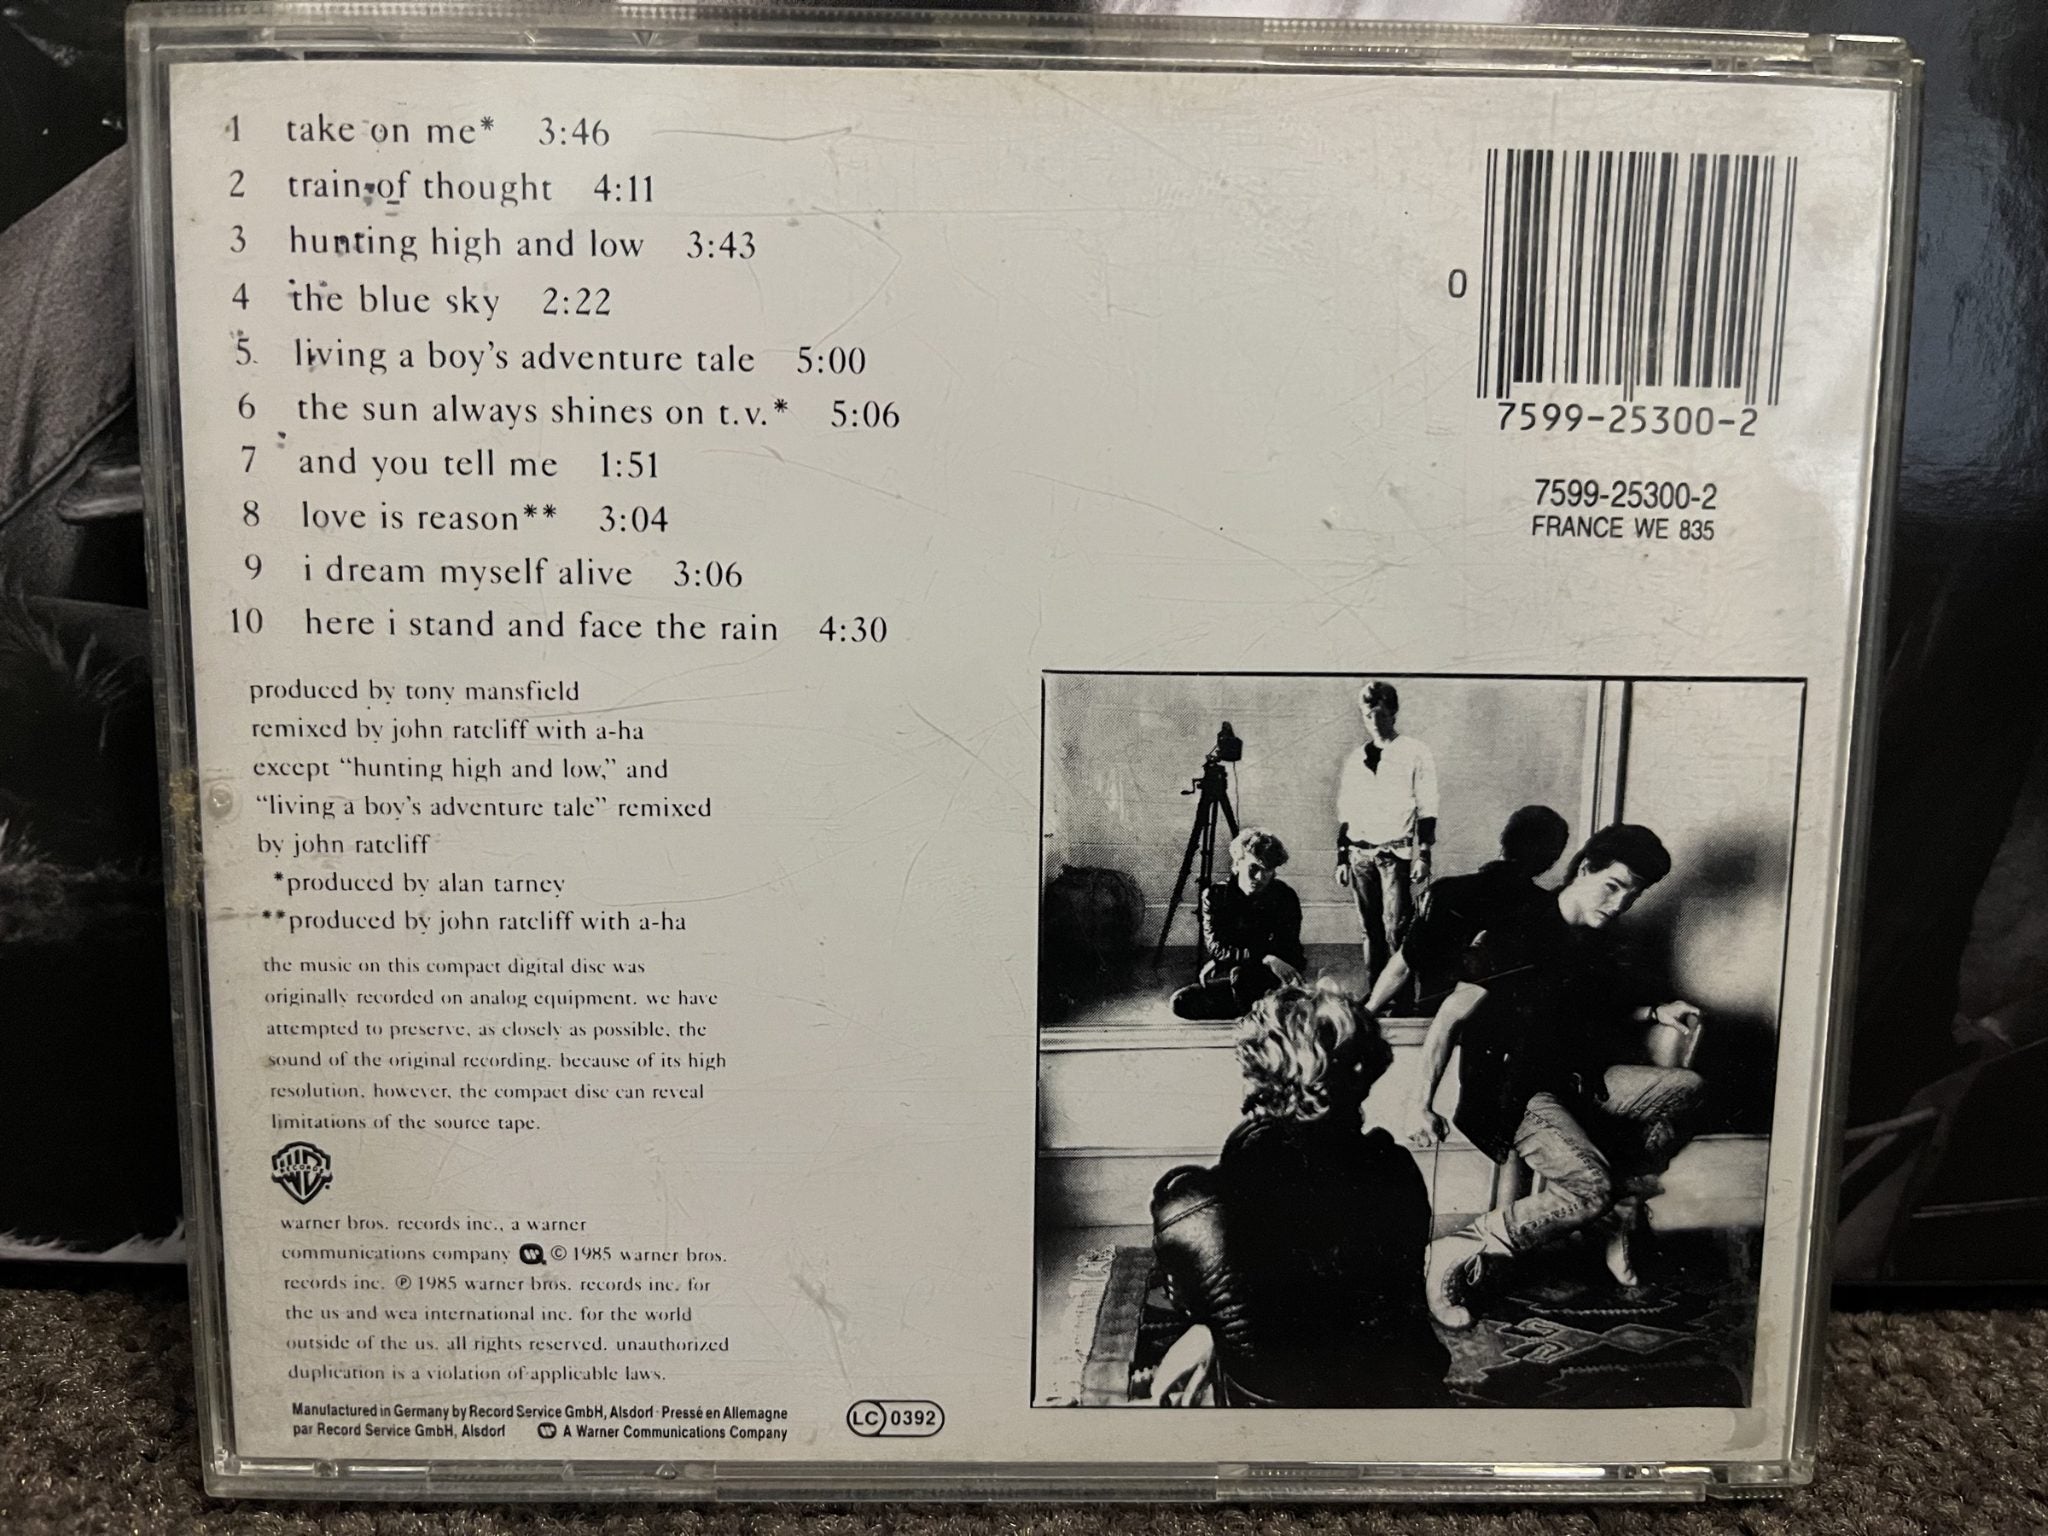 1 take on me* 3:46
2 train of thought 4:11
3 hunting high and low 3:43
4 the blue sky 2:22
5. living a boy's adventure tale 5:00
6 the sun always shines on t.v.* 5:06
7 and you tell me 1:51
8 love is reason** 3:04
9 i dream myself alive 3:06
10 here i stand and face the rain 4:30
produced by tony mansfield
remixed by john ratcliff with a-ha
except “hunting high and low,” and
“living a boy's adventure tale” remixed
by john ratcliff
*produced by alan tarney
**produced by john ratcliff with a-ha
the music on this compact digital disc was
originally recorded on analog equipment. we have
attempted to preserve, as closely as possible, the
sound of the original recording. because of its high
resolution, however, the compact disc can reveal
limitations of the source tape.
WB RECORDS
warner bros. records inc., a warner
communications company W © 1985 warner bros.
records inc. ℗ 1985 warner bros. records inc. for
the us and wea international inc. for the world
outside of the us. all rights reserved. unauthorized
duplication is a violation of applicable laws.
Manufactured in Germany by Record Service GmbH, Alsdorf · Pressé en Allemagne
par Record Service GmbH, Alsdorf W A Warner Communications Company
LC 0392
0
7599-25300-2
7599-25300-2
FRANCE WE 835